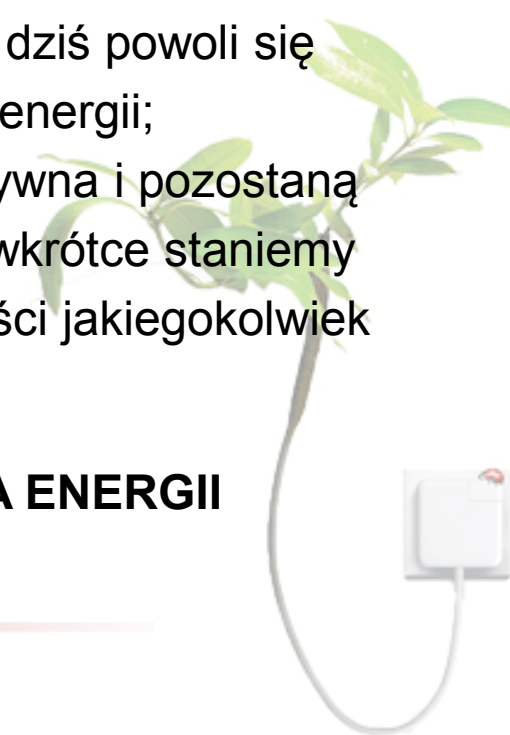 dziś powoli się
energii;
ywna i pozostaną
wkrótce staniemy
ści jakiegokolwiek
A ENERGII